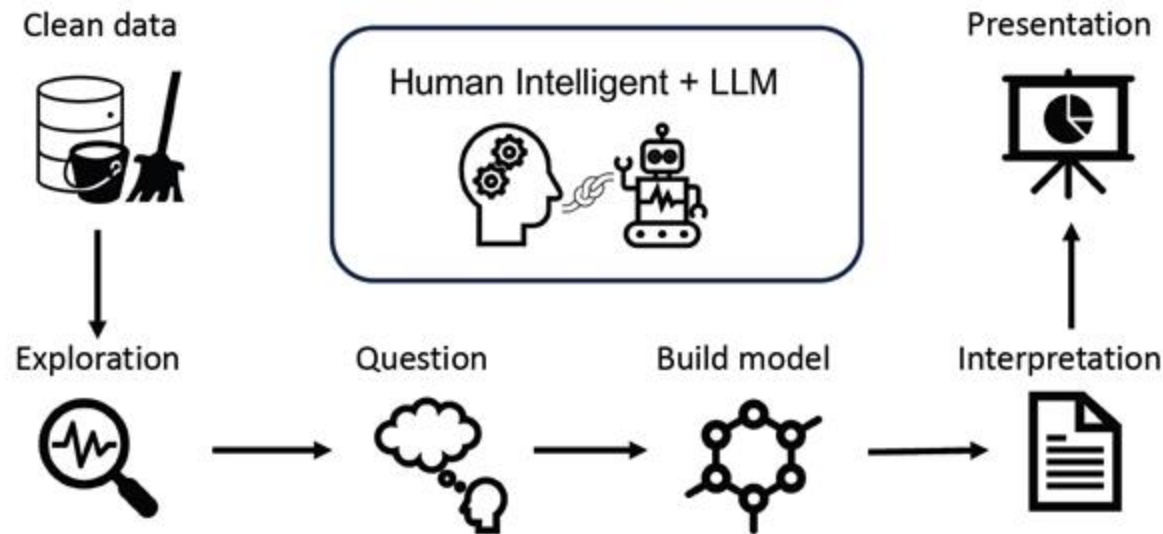 Clean data
Human Intelligent + LLM
Presentation
Exploration
Question
Build model
Interpretation